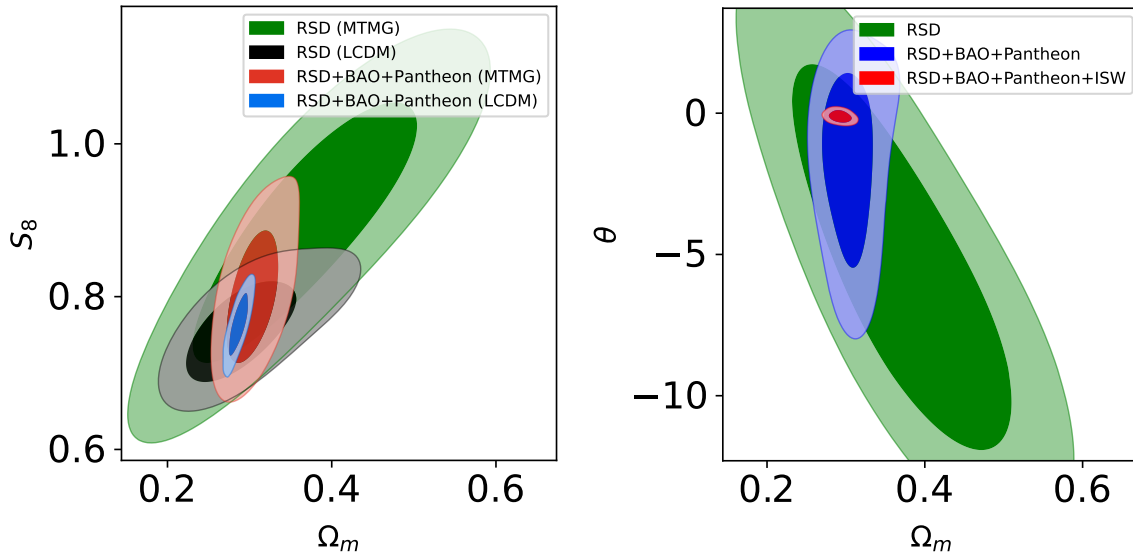 RSD (MTMG)
RSD (LCDM)
RSD+BAO+Pantheon (MTMG)
RSD+BAO+Pantheon (LCDM)
1.0
0.8
0.6
S₈
0.2
0.4
0.6
Ωₘ
RSD
RSD+BAO+Pantheon
RSD+BAO+Pantheon+ISW
0
−5
−10
θ
0.2
0.4
0.6
Ωₘ